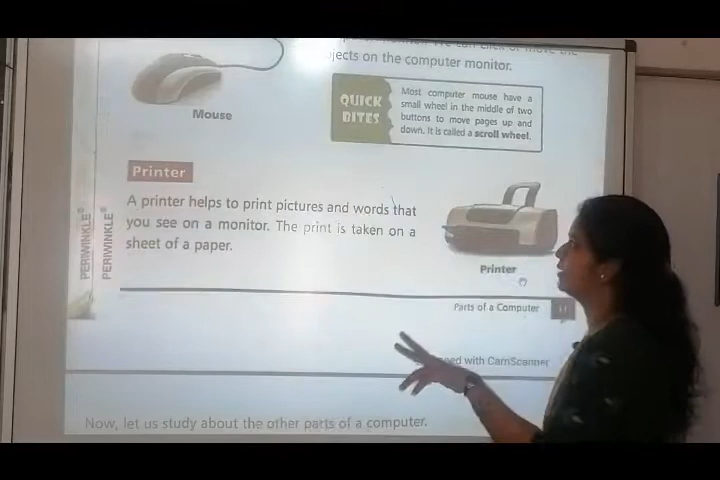 jects on the computer monitor.
Mouse
QUICK
BITES
Most computer mouse have a
small wheel in the middle of two
buttons to move pages up and
down. It is called a scroll wheel.
Printer
A printer helps to print pictures and words that
you see on a monitor. The print is taken on a
sheet of a paper.
PERIWINKLE®
PERIWINKLE®
Printer
Parts of a Computer
11
ed with CamScanner
Now, let us study about the other parts of a computer.